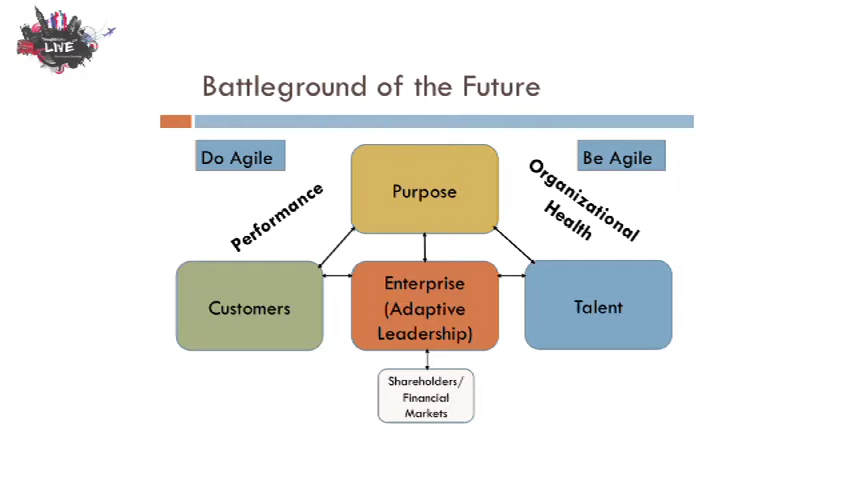 LIVE
Battleground of the Future
Do Agile
Be Agile
Purpose
Performance
Organizational
Health
Customers
Enterprise
(Adaptive
Leadership)
Talent
Shareholders/
Financial
Markets